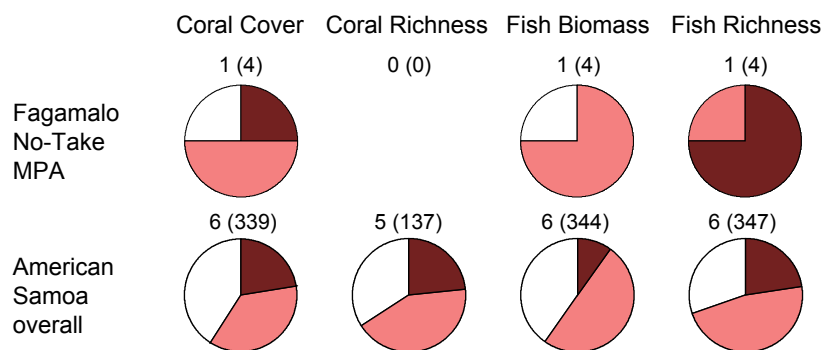 Coral Cover Coral Richness Fish Biomass Fish Richness
1 (4) 0 (0) 1 (4) 1 (4)
Fagamalo
No-Take
MPA
6 (339) 5 (137) 6 (344) 6 (347)
American
Samoa
overall